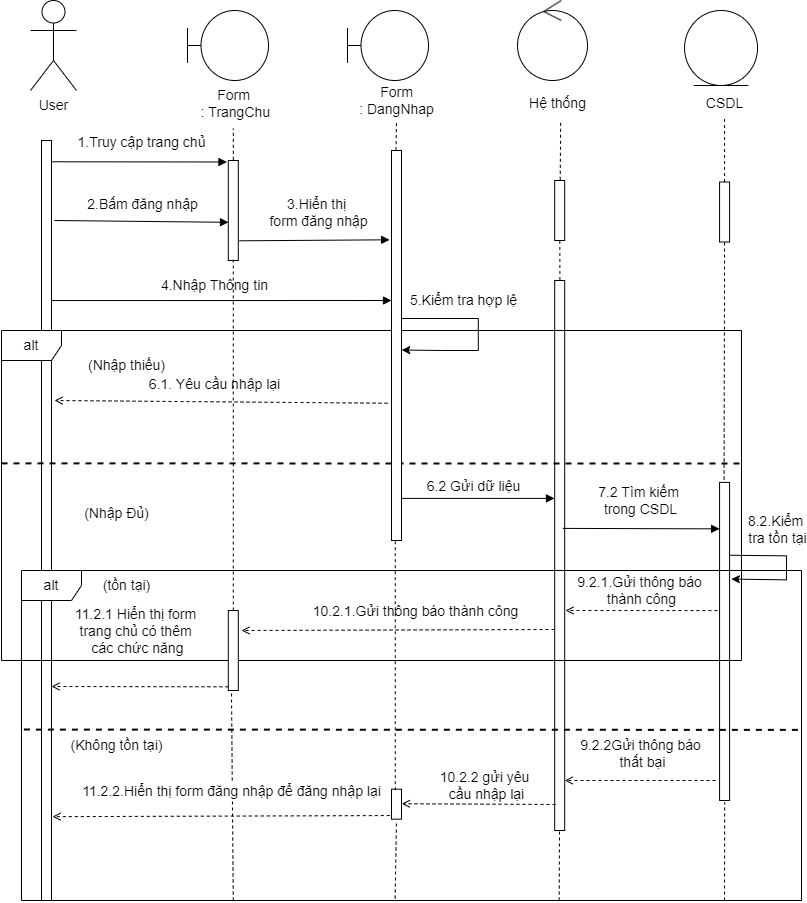 User
Form
: TrangChu
Form
: DangNhap
Hệ thống
CSDL
1.Truy cập trang chủ
2.Bấm đăng nhập
3.Hiển thị
form đăng nhập
4.Nhập Thông tin
5.Kiểm tra hợp lệ
alt
(Nhập thiếu)
6.1. Yêu cầu nhập lại
6.2 Gửi dữ liệu
7.2 Tìm kiếm
trong CSDL
(Nhập Đủ)
8.2.Kiểm
tra tồn tại
alt
(tồn tại)
9.2.1.Gửi thông báo
thành công
10.2.1.Gửi thông báo thành công
11.2.1 Hiển thị form
trang chủ có thêm
các chức năng
(Không tồn tại)
9.2.2Gửi thông báo
thất bại
10.2.2 gửi yêu
cầu nhập lại
11.2.2.Hiển thị form đăng nhập để đăng nhập lại